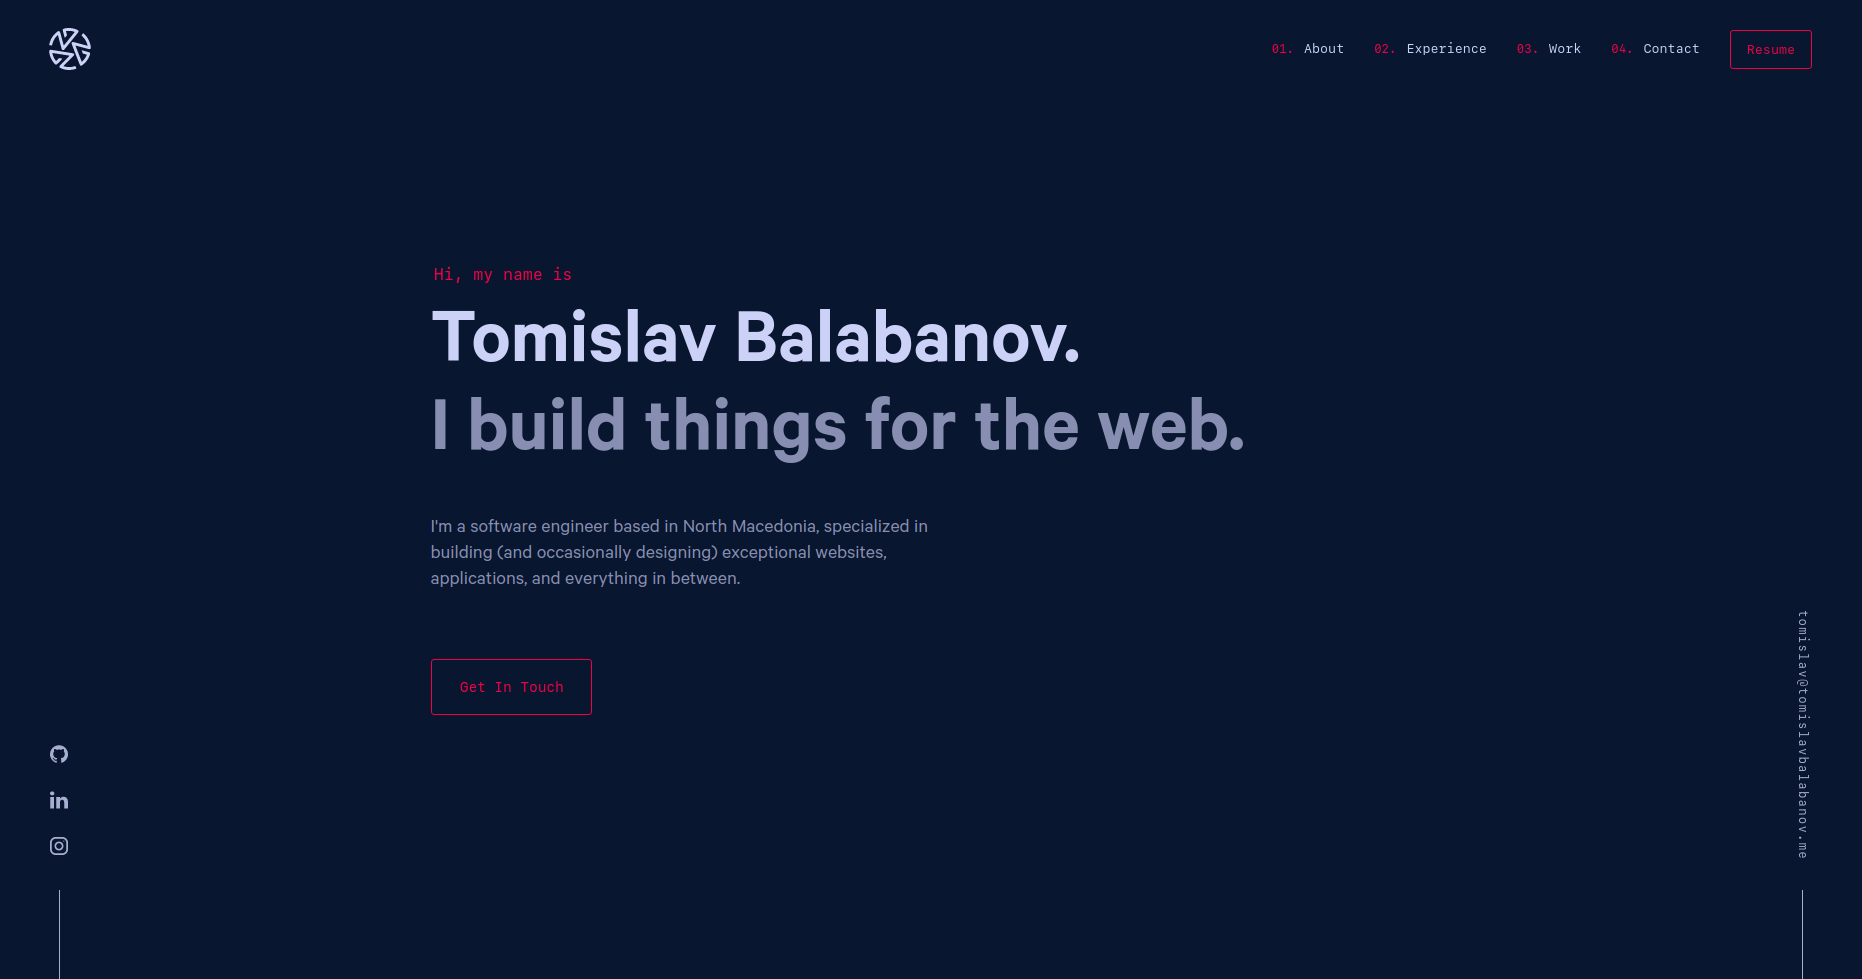 01. About 02. Experience 03. Work 04. Contact Resume
Hi, my name is
Tomislav Balabanov.
I build things for the web.
I'm a software engineer based in North Macedonia, specialized in
building (and occasionally designing) exceptional websites,
applications, and everything in between.
Get In Touch
tomislav@tomislavbalabanov.me